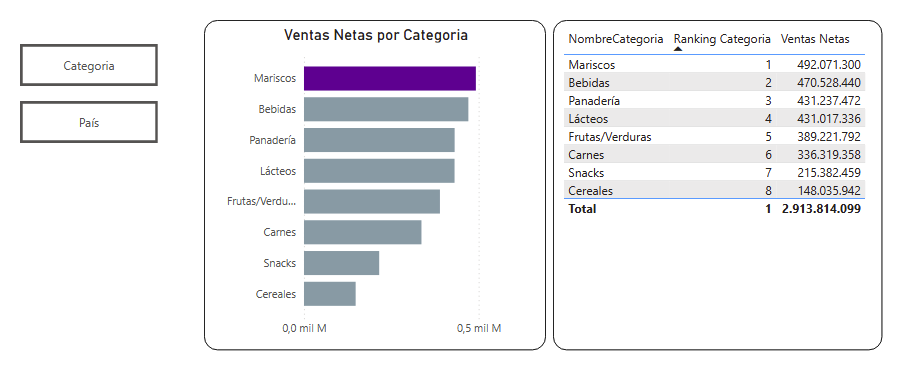 Categoria
País
Ventas Netas por Categoria
Mariscos
Bebidas
Panadería
Lácteos
Frutas/Verdu...
Carnes
Snacks
Cereales
0,0 mil M 0,5 mil M
NombreCategoria Ranking Categoria Ventas Netas
Mariscos 1 492.071.300
Bebidas 2 470.528.440
Panadería 3 431.237.472
Lácteos 4 431.017.336
Frutas/Verduras 5 389.221.792
Carnes 6 336.319.358
Snacks 7 215.382.459
Cereales 8 148.035.942
Total 1 2.913.814.099